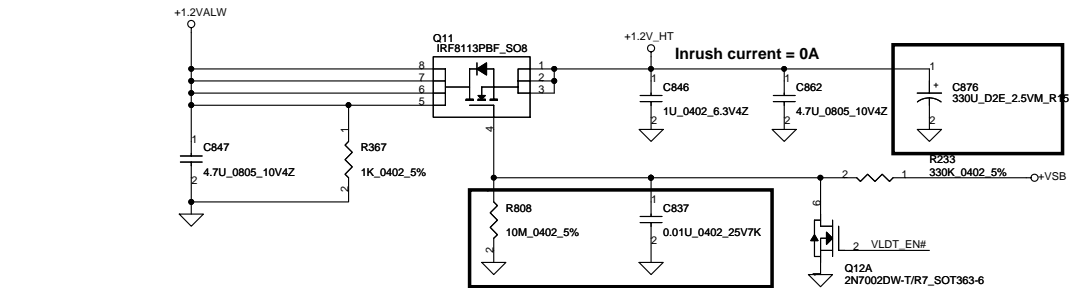 +1.2VALW
Q11
IRF8113PBF_SO8
+1.2V_HT
Inrush current = 0A
8
7
6
5
1
2
3
4
1
C846
1U_0402_6.3V4Z
2
1
C862
4.7U_0805_10V4Z
2
1
+
C876
330U_D2E_2.5VM_R15
2
1
C847
4.7U_0805_10V4Z
2
1
R367
1K_0402_5%
2
R233
2
1
330K_0402_5%
+VSB
R808
10M_0402_5%
2
1
C837
0.01U_0402_25V7K
2
6
2
VLDT_EN#
Q12A
2N7002DW-T/R7_SOT363-6